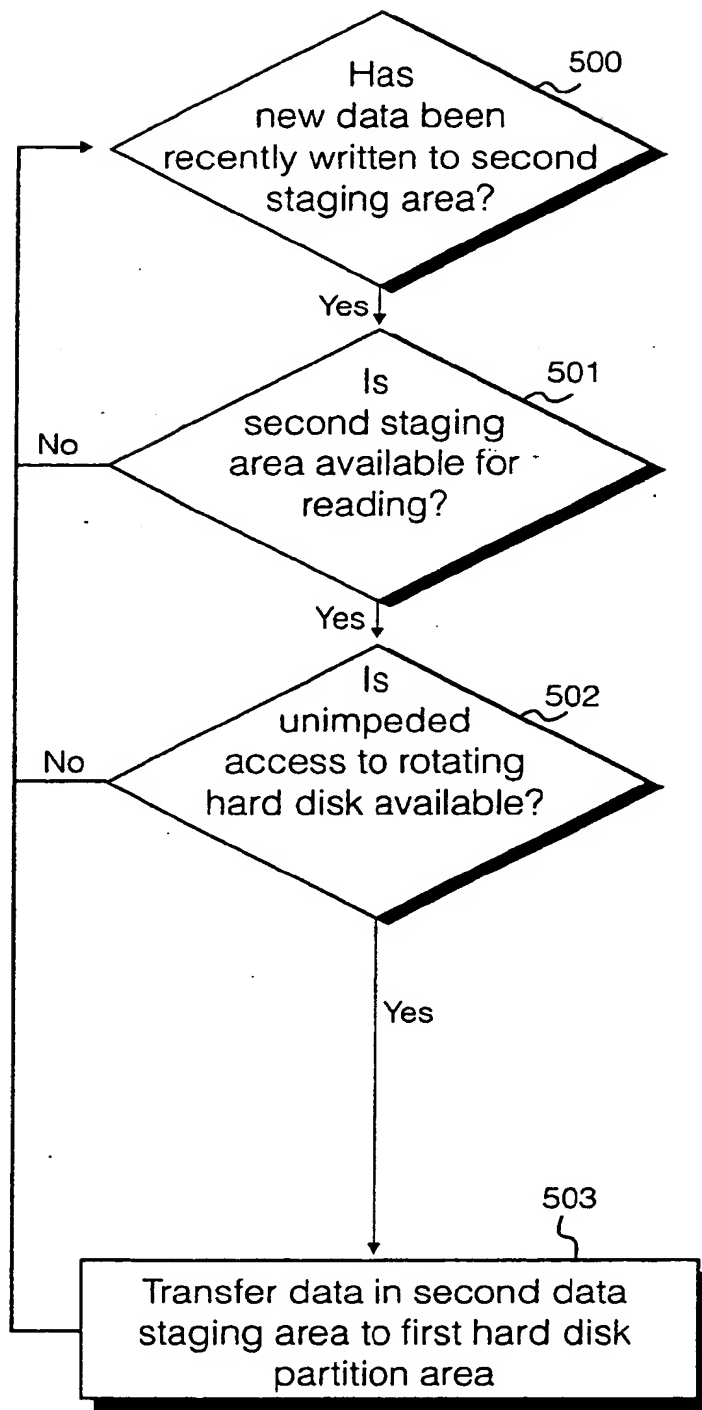 500
Has
new data been
recently written to second
staging area?
Yes
501
Is
second staging
area available for
reading?
No
Yes
502
Is
unimpeded
access to rotating
hard disk available?
No
Yes
503
Transfer data in second data
staging area to first hard disk
partition area